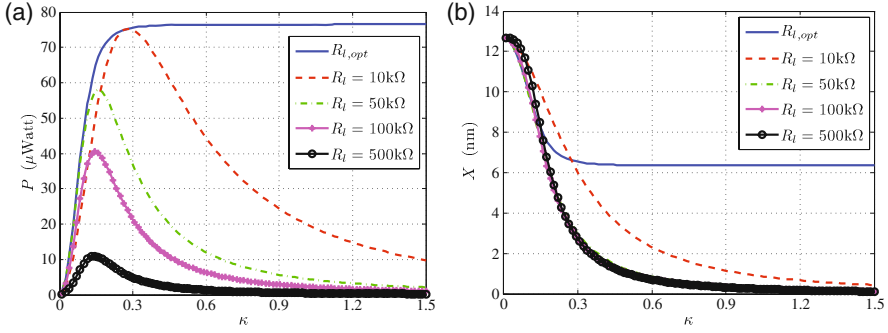 (a)
80
70
60
50
40
30
20
10
0
P (μWatt)
0 0.3 0.6 0.9 1.2 1.5
κ
R_{l,opt}
R_l = 10kΩ
R_l = 50kΩ
R_l = 100kΩ
R_l = 500kΩ
(b)
14
12
10
8
6
4
2
0
X (nm)
0 0.3 0.6 0.9 1.2 1.5
κ
R_{l,opt}
R_l = 10kΩ
R_l = 50kΩ
R_l = 100kΩ
R_l = 500kΩ